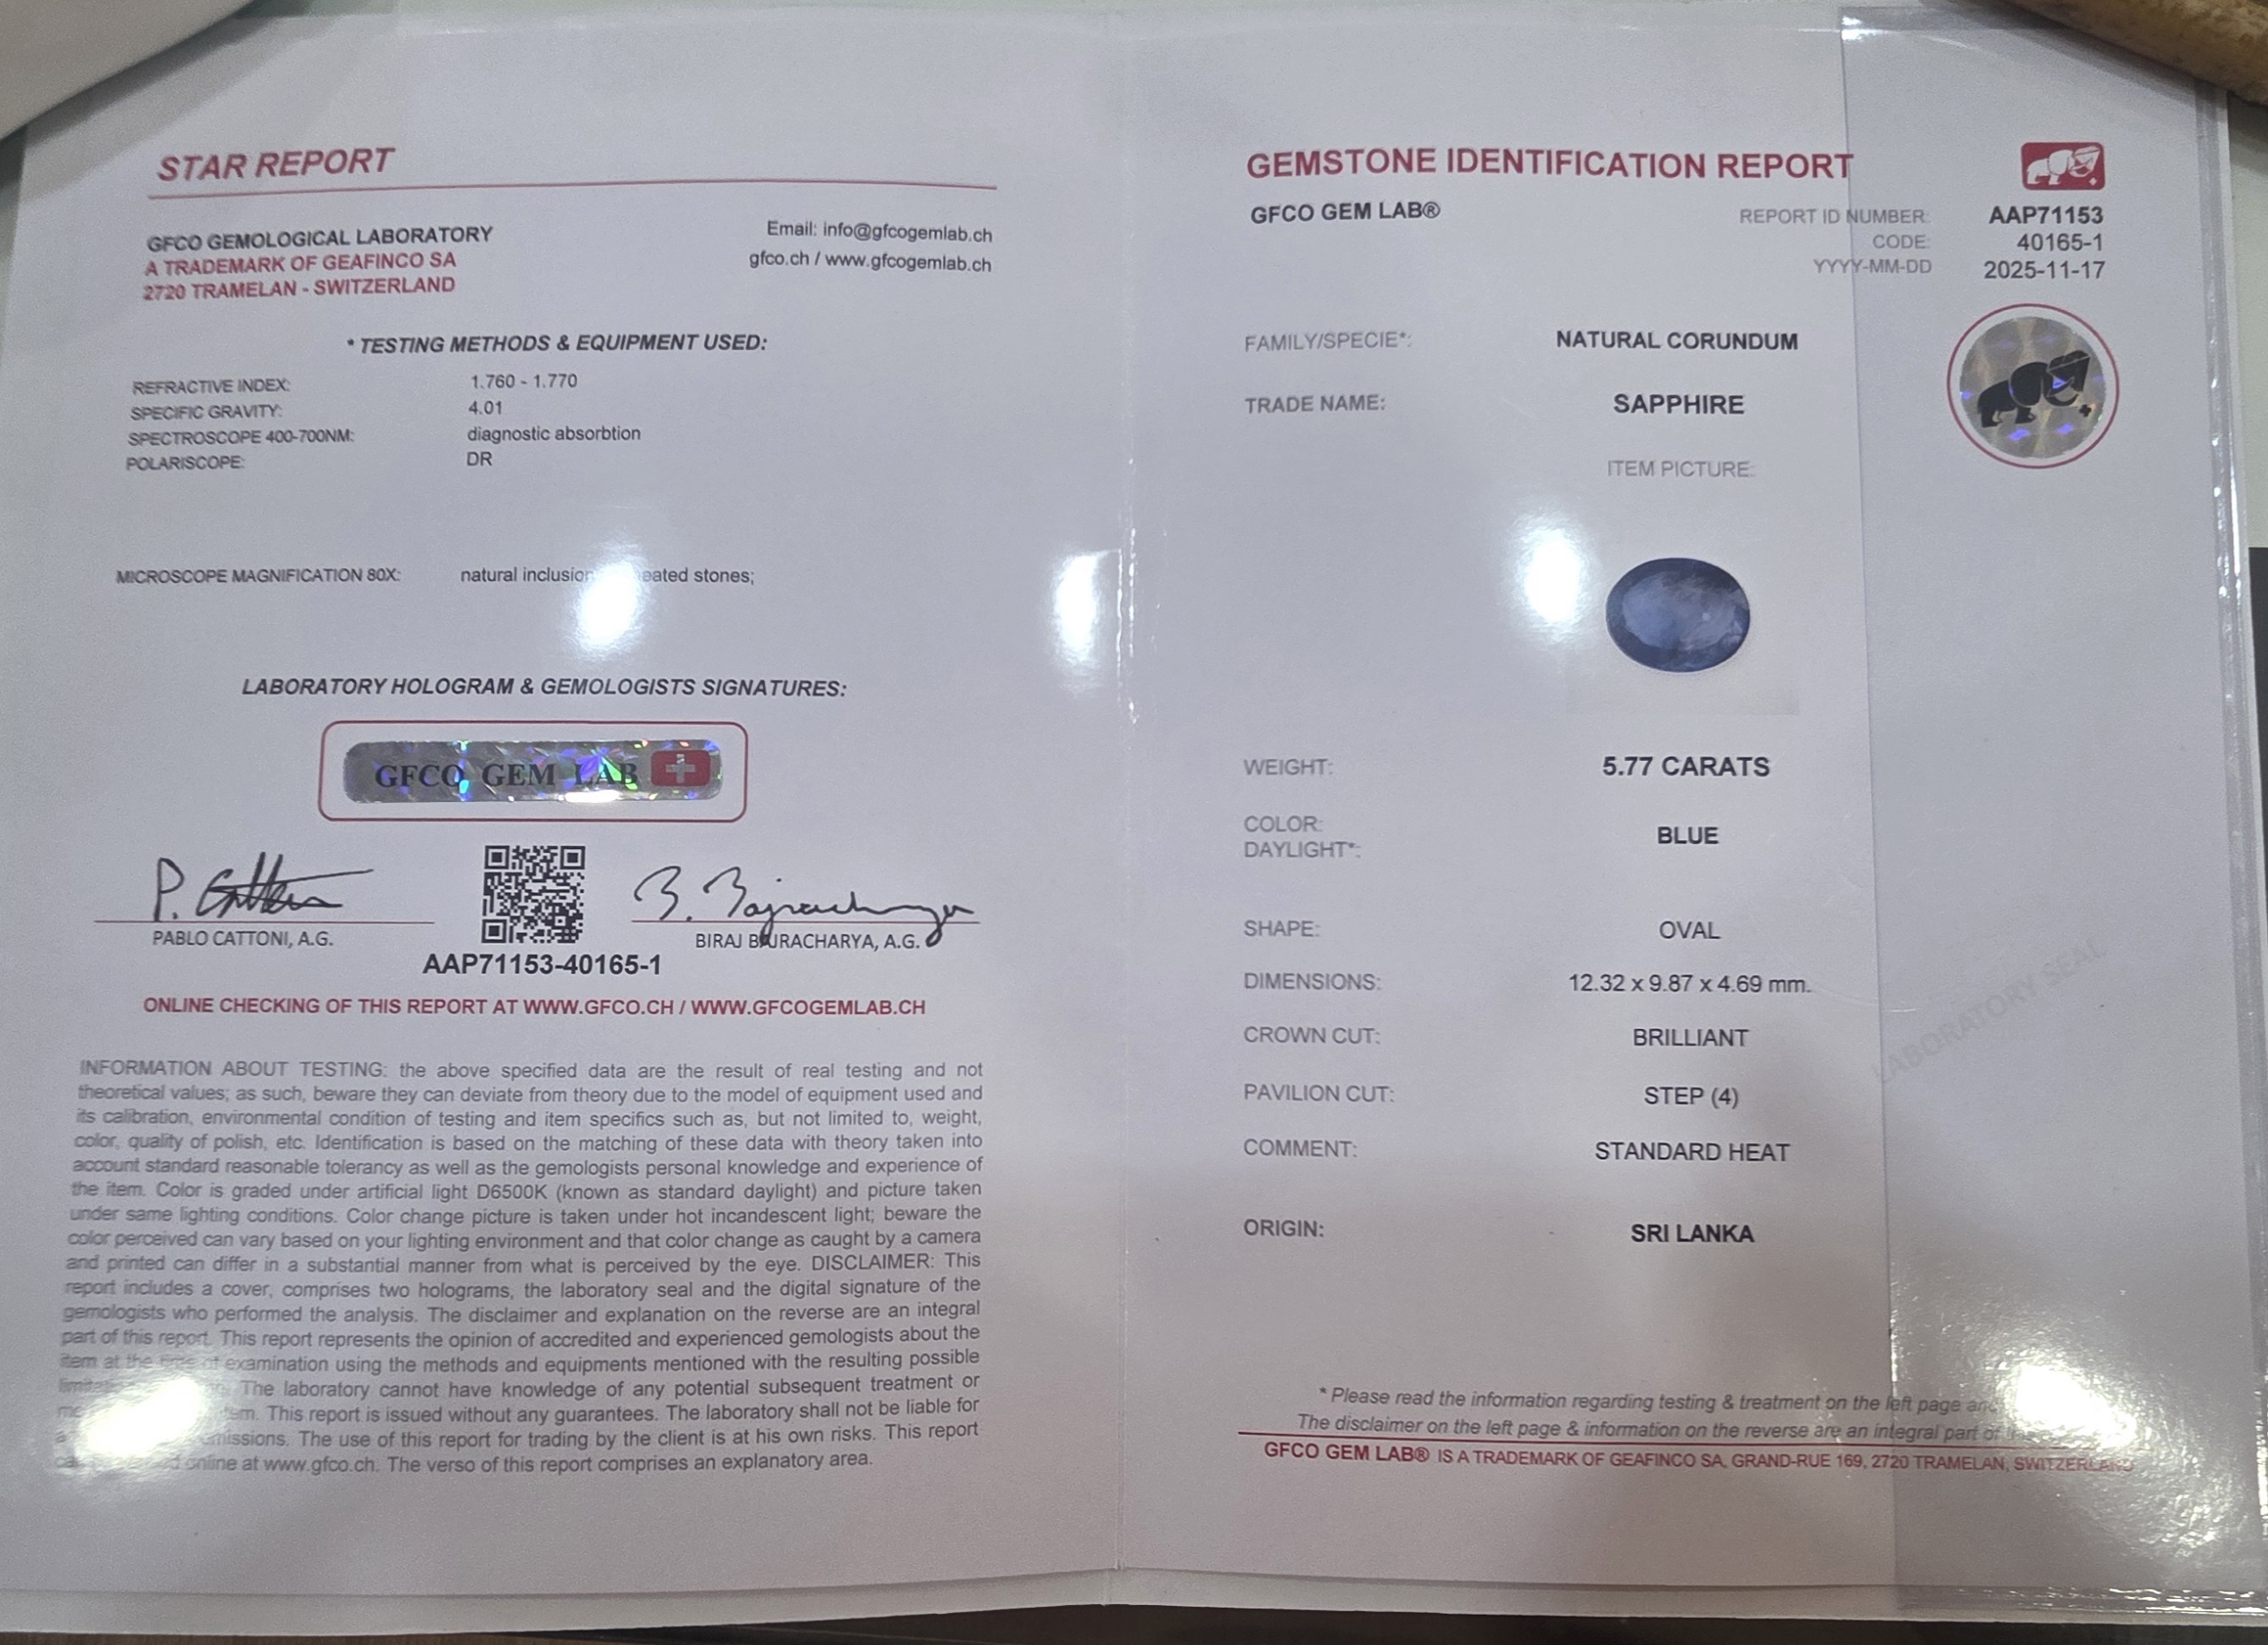 STAR REPORT
GFCO GEMOLOGICAL LABORATORY
A TRADEMARK OF GEAFINCO SA
2720 TRAMELAN - SWITZERLAND
Email: info@gfcogemlab.ch
gfco.ch / www.gfcogemlab.ch
* TESTING METHODS & EQUIPMENT USED:
REFRACTIVE INDEX: 1.760 - 1.770
SPECIFIC GRAVITY: 4.01
SPECTROSCOPE 400-700NM: diagnostic absorbtion
POLARISCOPE: DR
MICROSCOPE MAGNIFICATION 80X: natural stones;
LABORATORY HOLOGRAM & GEMOLOGISTS SIGNATURES:
GFCO GEM LAB
PABLO CATTONI, A.G.
BIRAJ BAJRACHARYA, A.G.
AAP71153-40165-1
ONLINE CHECKING OF THIS REPORT AT WWW.GFCO.CH / WWW.GFCOGEMLAB.CH
INFORMATION ABOUT TESTING: the above specified data are the result of real testing and not
theoretical values; as such, beware they can deviate from theory due to the model of equipment used and
its calibration, environmental condition of testing and item specifics such as, but not limited to, weight,
color, quality of polish, etc. Identification is based on the matching of these data with theory taken into
account standard reasonable tolerancy as well as the gemologists personal knowledge and experience of
the item. Color is graded under artificial light D6500K (known as standard daylight) and picture taken
under same lighting conditions. Color change picture is taken under hot incandescent light; beware the
color perceived can vary based on your lighting environment and that color change as caught by a camera
and printed can differ in a substantial manner from what is perceived by the eye. DISCLAIMER: This
report includes a cover, comprises two holograms, the laboratory seal and the digital signature of the
gemologists who performed the analysis. The disclaimer and explanation on the reverse are an integral
part of this report. This report represents the opinion of accredited and experienced gemologists about the
item at the time of examination using the methods and equipments mentioned with the resulting possible
The laboratory cannot have knowledge of any potential subsequent treatment or
This report is issued without any guarantees. The laboratory shall not be liable for
The use of this report for trading by the client is at his own risks. This report
online at www.gfco.ch. The verso of this report comprises an explanatory area.
GEMSTONE IDENTIFICATION REPORT
GFCO GEM LAB®
REPORT ID NUMBER: AAP71153
CODE: 40165-1
YYYY-MM-DD 2025-11-17
FAMILY/SPECIE*: NATURAL CORUNDUM
TRADE NAME: SAPPHIRE
ITEM PICTURE:
WEIGHT: 5.77 CARATS
COLOR:
DAYLIGHT*: BLUE
SHAPE: OVAL
DIMENSIONS: 12.32 x 9.87 x 4.69 mm.
CROWN CUT: BRILLIANT
PAVILION CUT: STEP (4)
COMMENT: STANDARD HEAT
ORIGIN: SRI LANKA
LABORATORY SEAL
* Please read the information regarding testing & treatment on the left page
The disclaimer on the left page & information on the reverse are an integral part of
GFCO GEM LAB® IS A TRADEMARK OF GEAFINCO SA, GRAND-RUE 169, 2720 TRAMELAN, SWITZERLAND